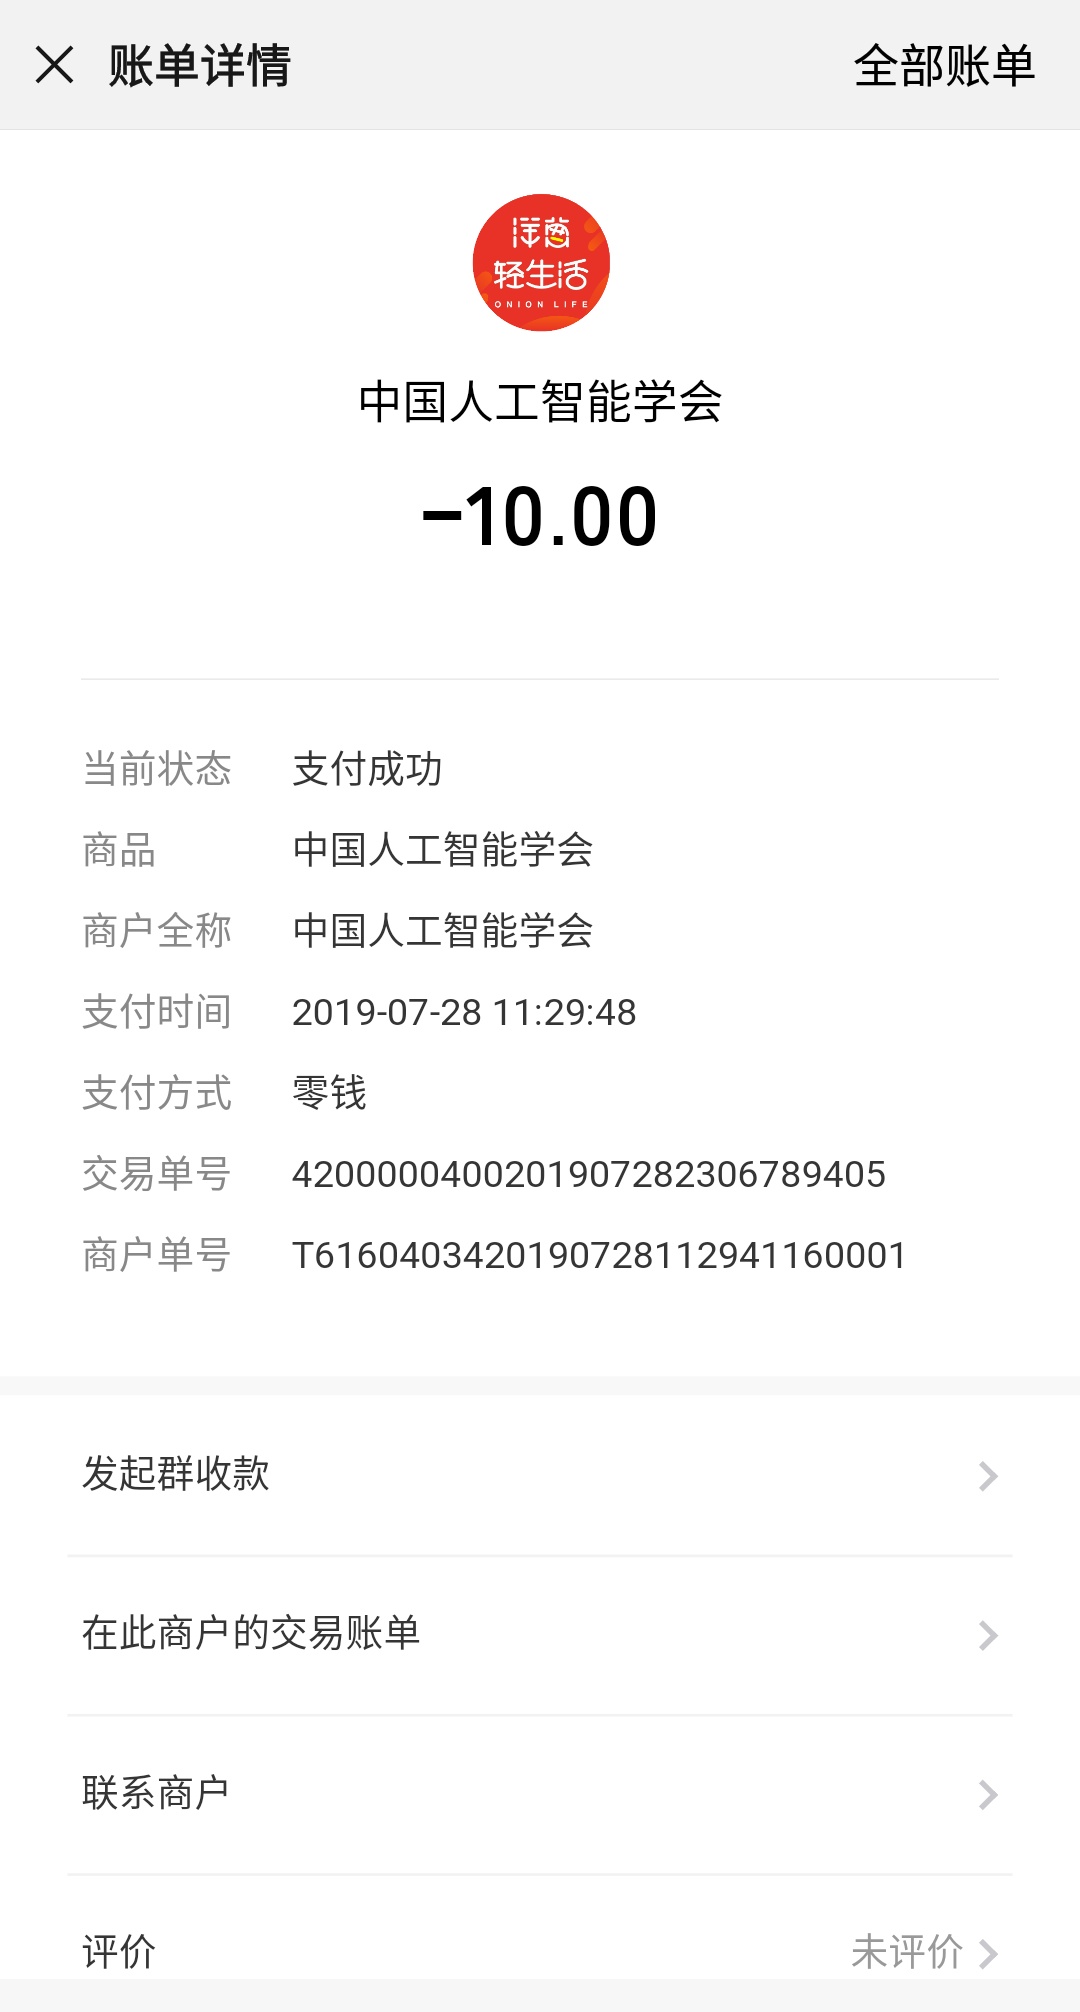 账单详情 全部账单
洋葱
轻生活
ONION LIFE
中国人工智能学会
-10.00
当前状态 支付成功
商品 中国人工智能学会
商户全称 中国人工智能学会
支付时间 2019-07-28 11:29:48
支付方式 零钱
交易单号 4200000400201907282306789405
商户单号 T61604034201907281129411​60001
发起群收款
在此商户的交易账单
联系商户
评价 未评价